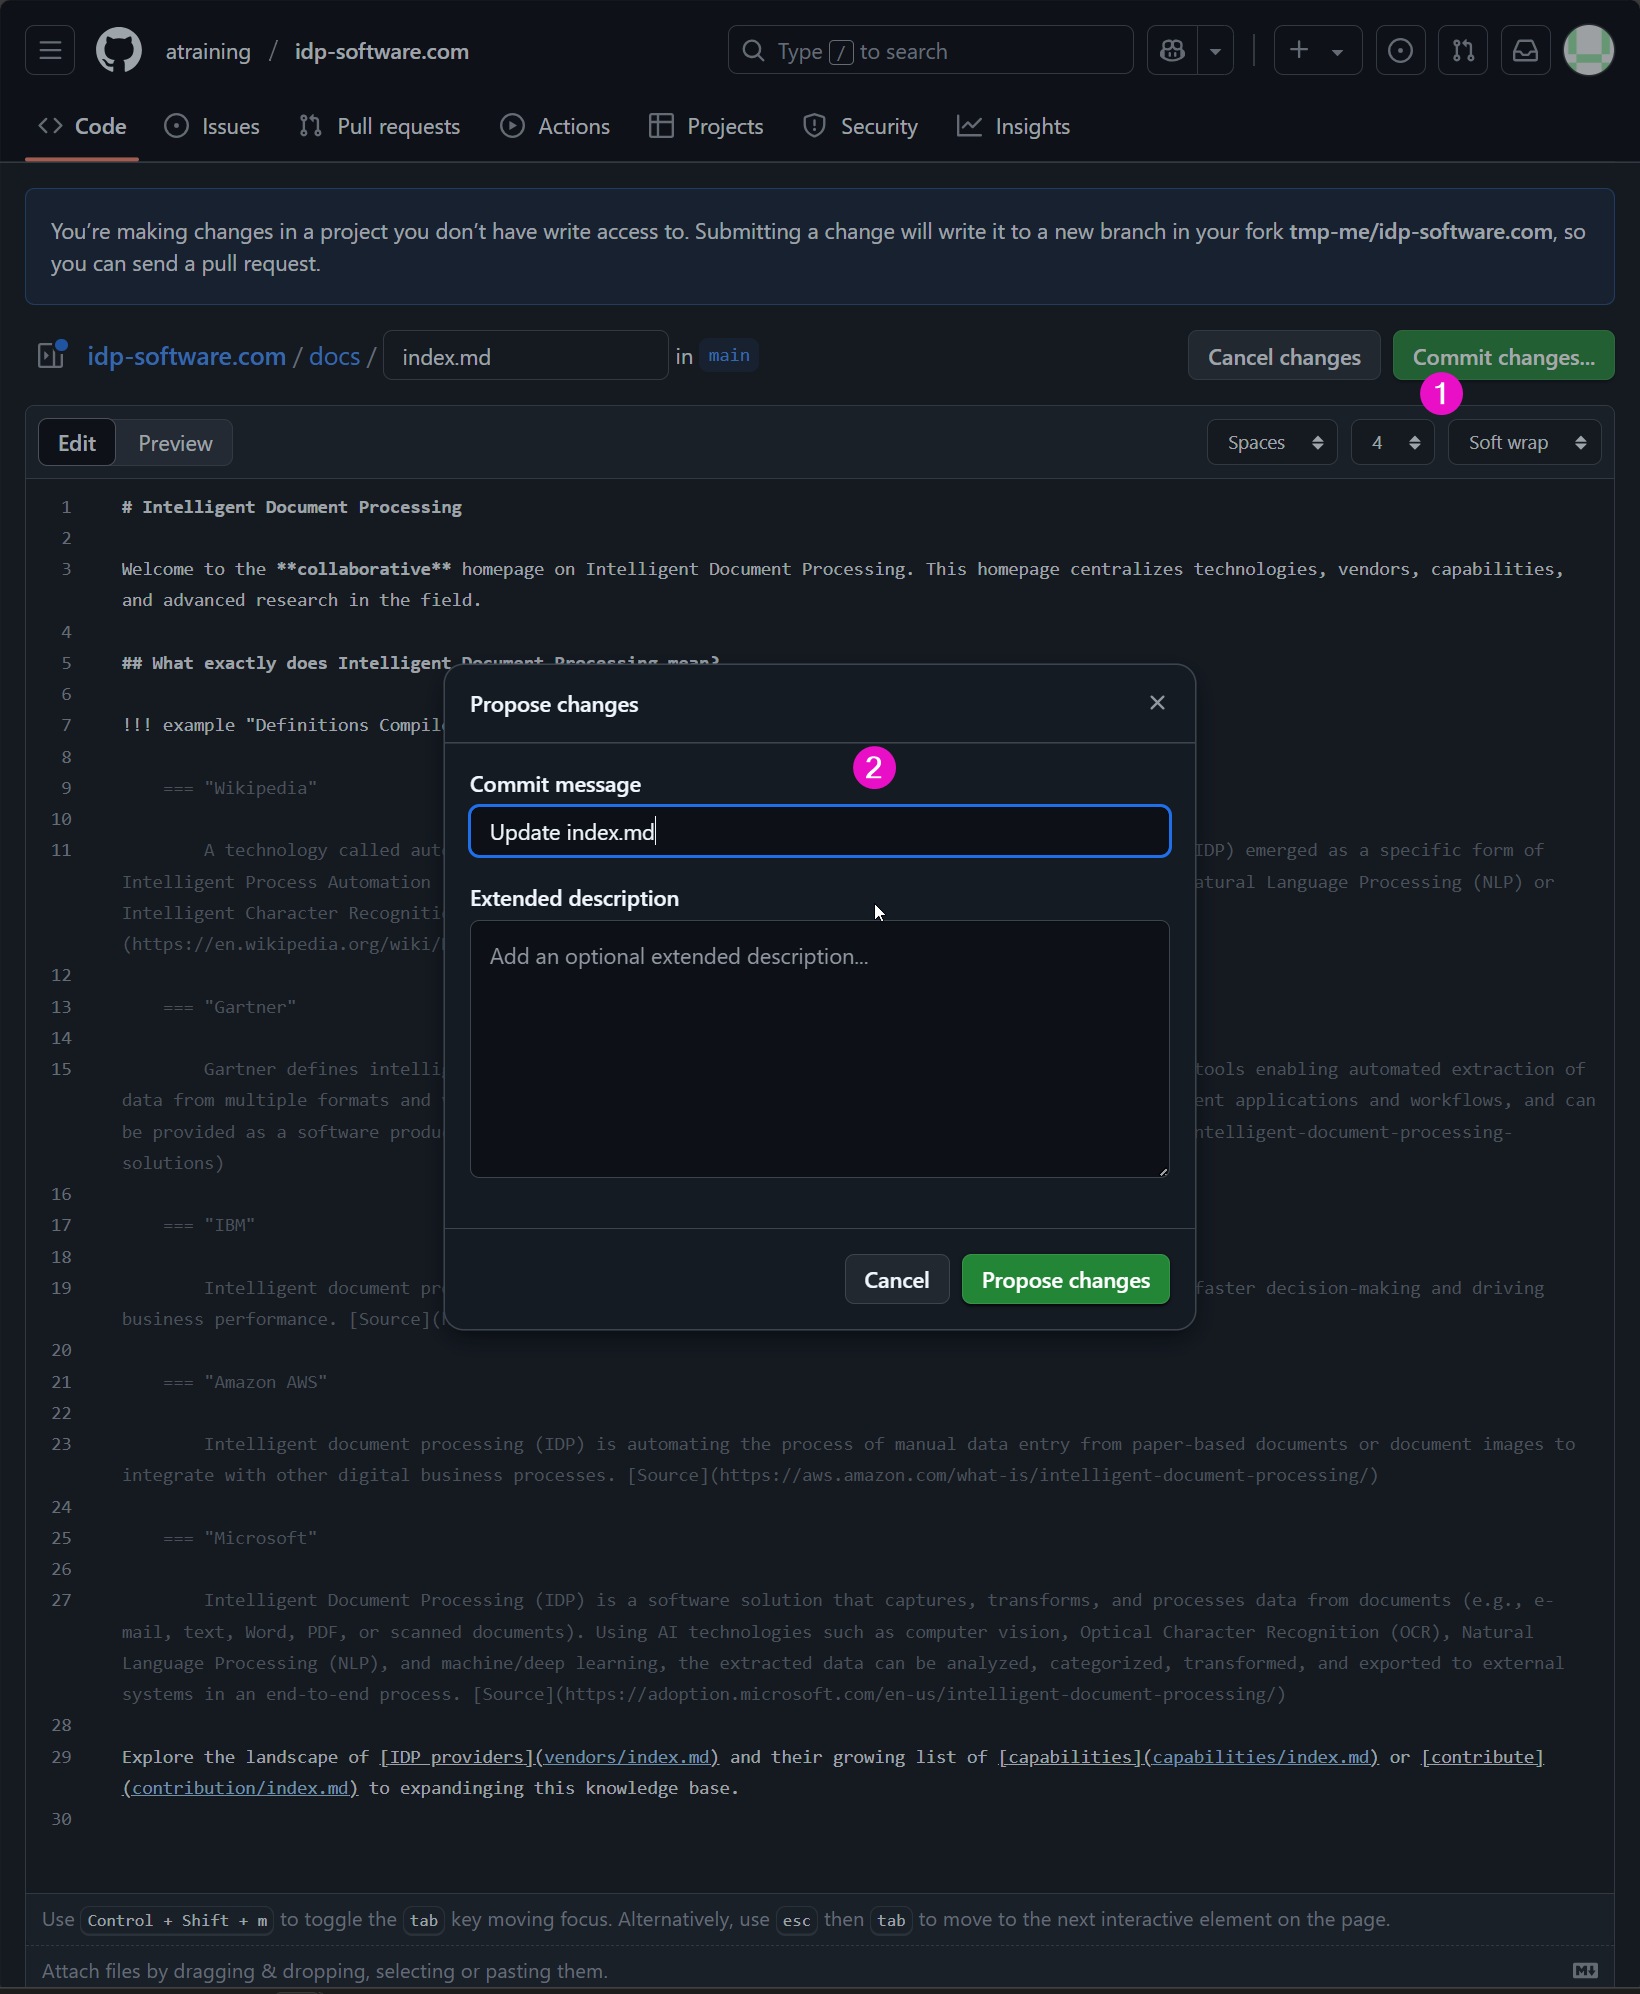 atraining / idp-software.com
Type / to search
Code Issues Pull requests Actions Projects Security Insights
You're making changes in a project you don't have write access to. Submitting a change will write it to a new branch in your fork tmp-me/idp-software.com, so
you can send a pull request.
idp-software.com / docs / index.md in main
Cancel changes Commit changes...
1
Edit Preview
Spaces 4 Soft wrap
1 # Intelligent Document Processing
2
3 Welcome to the **collaborative** homepage on Intelligent Document Processing. This homepage centralizes technologies, vendors, capabilities,
and advanced research in the field.
4
5 ## What exactly does Intelligent Document Processing mean?
6
7 !!! example "Definitions Compil
8
9 === "Wikipedia"
10
11 A technology called aut IDP) emerged as a specific form of
Intelligent Process Automation atural Language Processing (NLP) or
Intelligent Character Recogniti
(https://en.wikipedia.org/wiki/
12
13 === "Gartner"
14
15 Gartner defines intelli tools enabling automated extraction of
data from multiple formats and ent applications and workflows, and can
be provided as a software produ ntelligent-document-processing-
solutions)
16
17 === "IBM"
18
19 Intelligent document pr faster decision-making and driving
business performance. [Source](
20
21 === "Amazon AWS"
22
23 Intelligent document processing (IDP) is automating the process of manual data entry from paper-based documents or document images to
integrate with other digital business processes. [Source](https://aws.amazon.com/what-is/intelligent-document-processing/)
24
25 === "Microsoft"
26
27 Intelligent Document Processing (IDP) is a software solution that captures, transforms, and processes data from documents (e.g., e-
mail, text, Word, PDF, or scanned documents). Using AI technologies such as computer vision, Optical Character Recognition (OCR), Natural
Language Processing (NLP), and machine/deep learning, the extracted data can be analyzed, categorized, transformed, and exported to external
systems in an end-to-end process. [Source](https://adoption.microsoft.com/en-us/intelligent-document-processing/)
28
29 Explore the landscape of [IDP providers](vendors/index.md) and their growing list of [capabilities](capabilities/index.md) or [contribute]
(contribution/index.md) to expandinging this knowledge base.
30
Propose changes
2
Commit message
Update index.md
Extended description
Add an optional extended description...
Cancel Propose changes
Use Control + Shift + m to toggle the tab key moving focus. Alternatively, use esc then tab to move to the next interactive element on the page.
Attach files by dragging & dropping, selecting or pasting them.